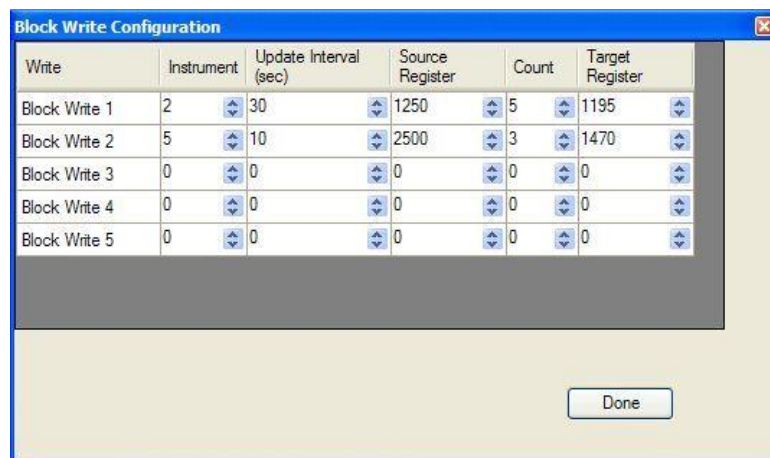 Block Write Configuration
Write Instrument Update Interval (sec) Source Register Count Target Register
Block Write 1 2 30 1250 5 1195
Block Write 2 5 10 2500 3 1470
Block Write 3 0 0 0 0 0
Block Write 4 0 0 0 0 0
Block Write 5 0 0 0 0 0
Done